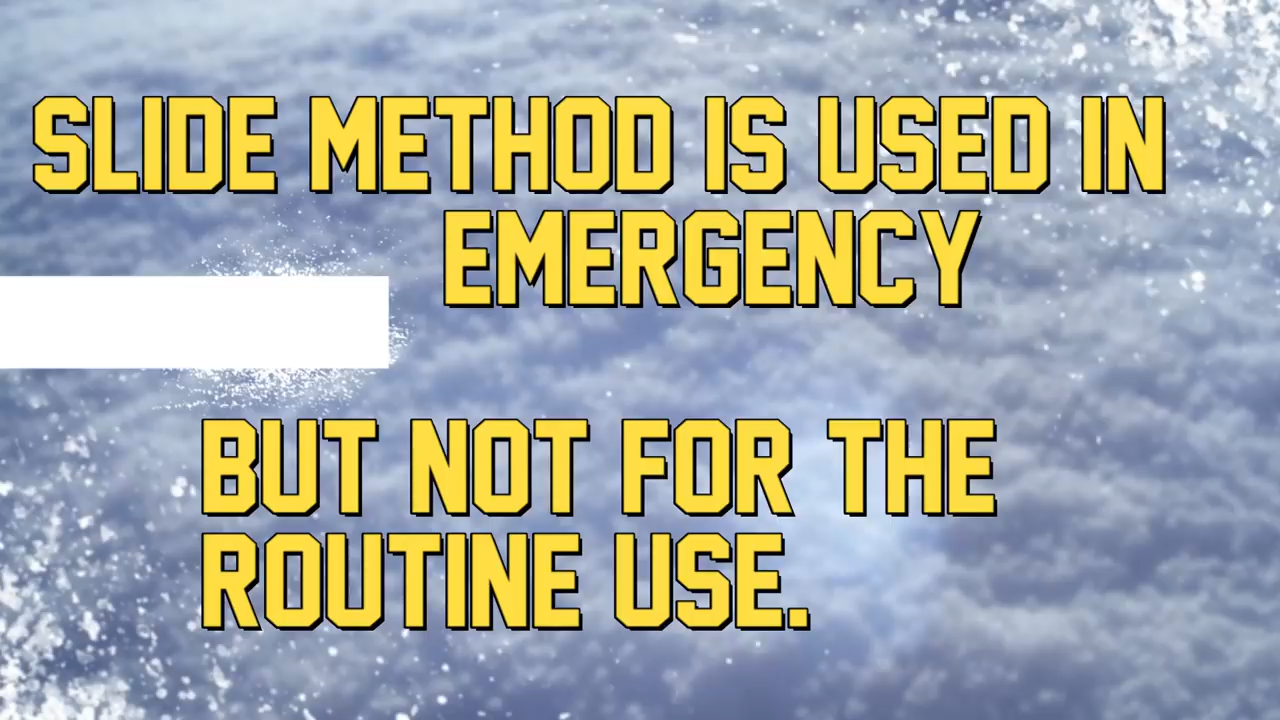 SLIDE METHOD IS USED IN
EMERGENCY
BUT NOT FOR THE
ROUTINE USE.